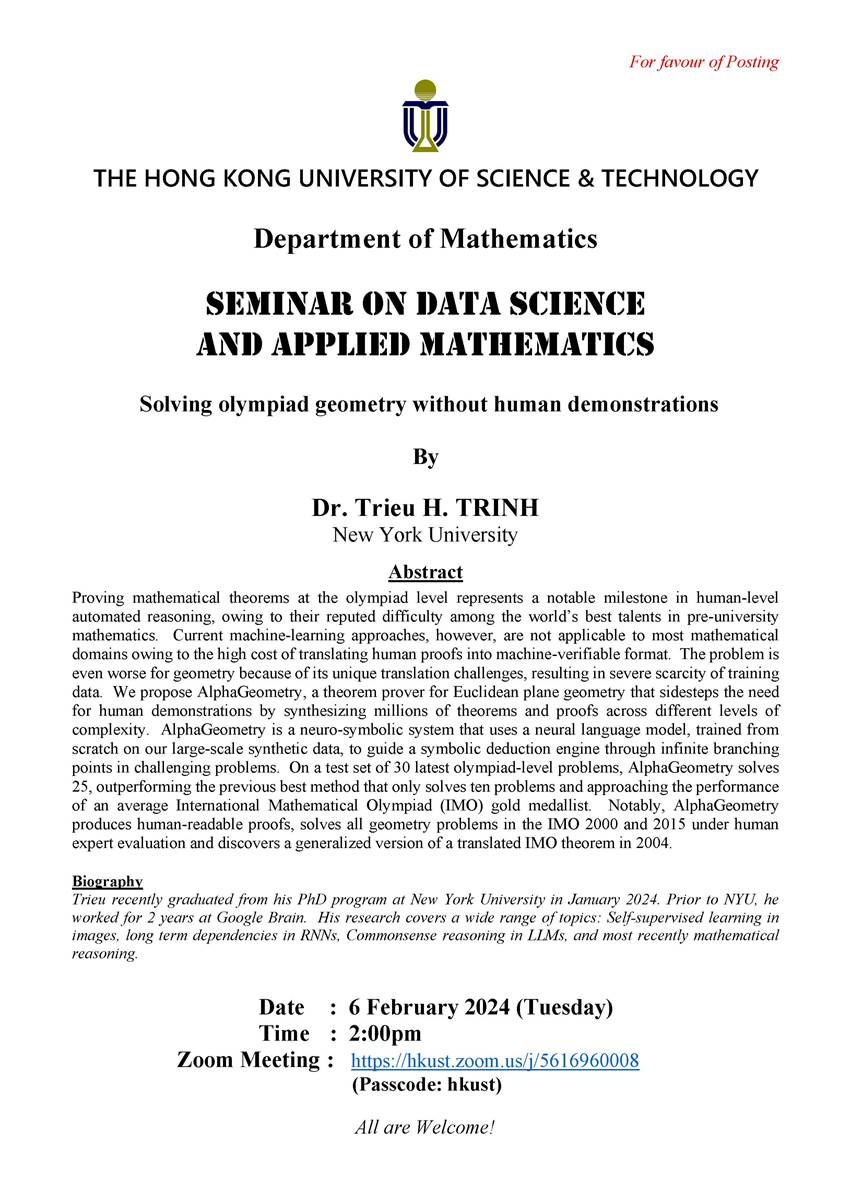 For favour of Posting
THE HONG KONG UNIVERSITY OF SCIENCE & TECHNOLOGY
Department of Mathematics
SEMINAR ON DATA SCIENCE
AND APPLIED MATHEMATICS
Solving olympiad geometry without human demonstrations
By
Dr. Trieu H. TRINH
New York University
Abstract
Proving mathematical theorems at the olympiad level represents a notable milestone in human-level
automated reasoning, owing to their reputed difficulty among the world's best talents in pre-university
mathematics. Current machine-learning approaches, however, are not applicable to most mathematical
domains owing to the high cost of translating human proofs into machine-verifiable format. The problem is
even worse for geometry because of its unique translation challenges, resulting in severe scarcity of training
data. We propose AlphaGeometry, a theorem prover for Euclidean plane geometry that sidesteps the need
for human demonstrations by synthesizing millions of theorems and proofs across different levels of
complexity. AlphaGeometry is a neuro-symbolic system that uses a neural language model, trained from
scratch on our large-scale synthetic data, to guide a symbolic deduction engine through infinite branching
points in challenging problems. On a test set of 30 latest olympiad-level problems, AlphaGeometry solves
25, outperforming the previous best method that only solves ten problems and approaching the performance
of an average International Mathematical Olympiad (IMO) gold medallist. Notably, AlphaGeometry
produces human-readable proofs, solves all geometry problems in the IMO 2000 and 2015 under human
expert evaluation and discovers a generalized version of a translated IMO theorem in 2004.
Biography
Trieu recently graduated from his PhD program at New York University in January 2024. Prior to NYU, he
worked for 2 years at Google Brain. His research covers a wide range of topics: Self-supervised learning in
images, long term dependencies in RNNs, Commonsense reasoning in LLMs, and most recently mathematical
reasoning.
Date : 6 February 2024 (Tuesday)
Time : 2:00pm
Zoom Meeting : https://hkust.zoom.us/j/5616960008
(Passcode: hkust)
All are Welcome!